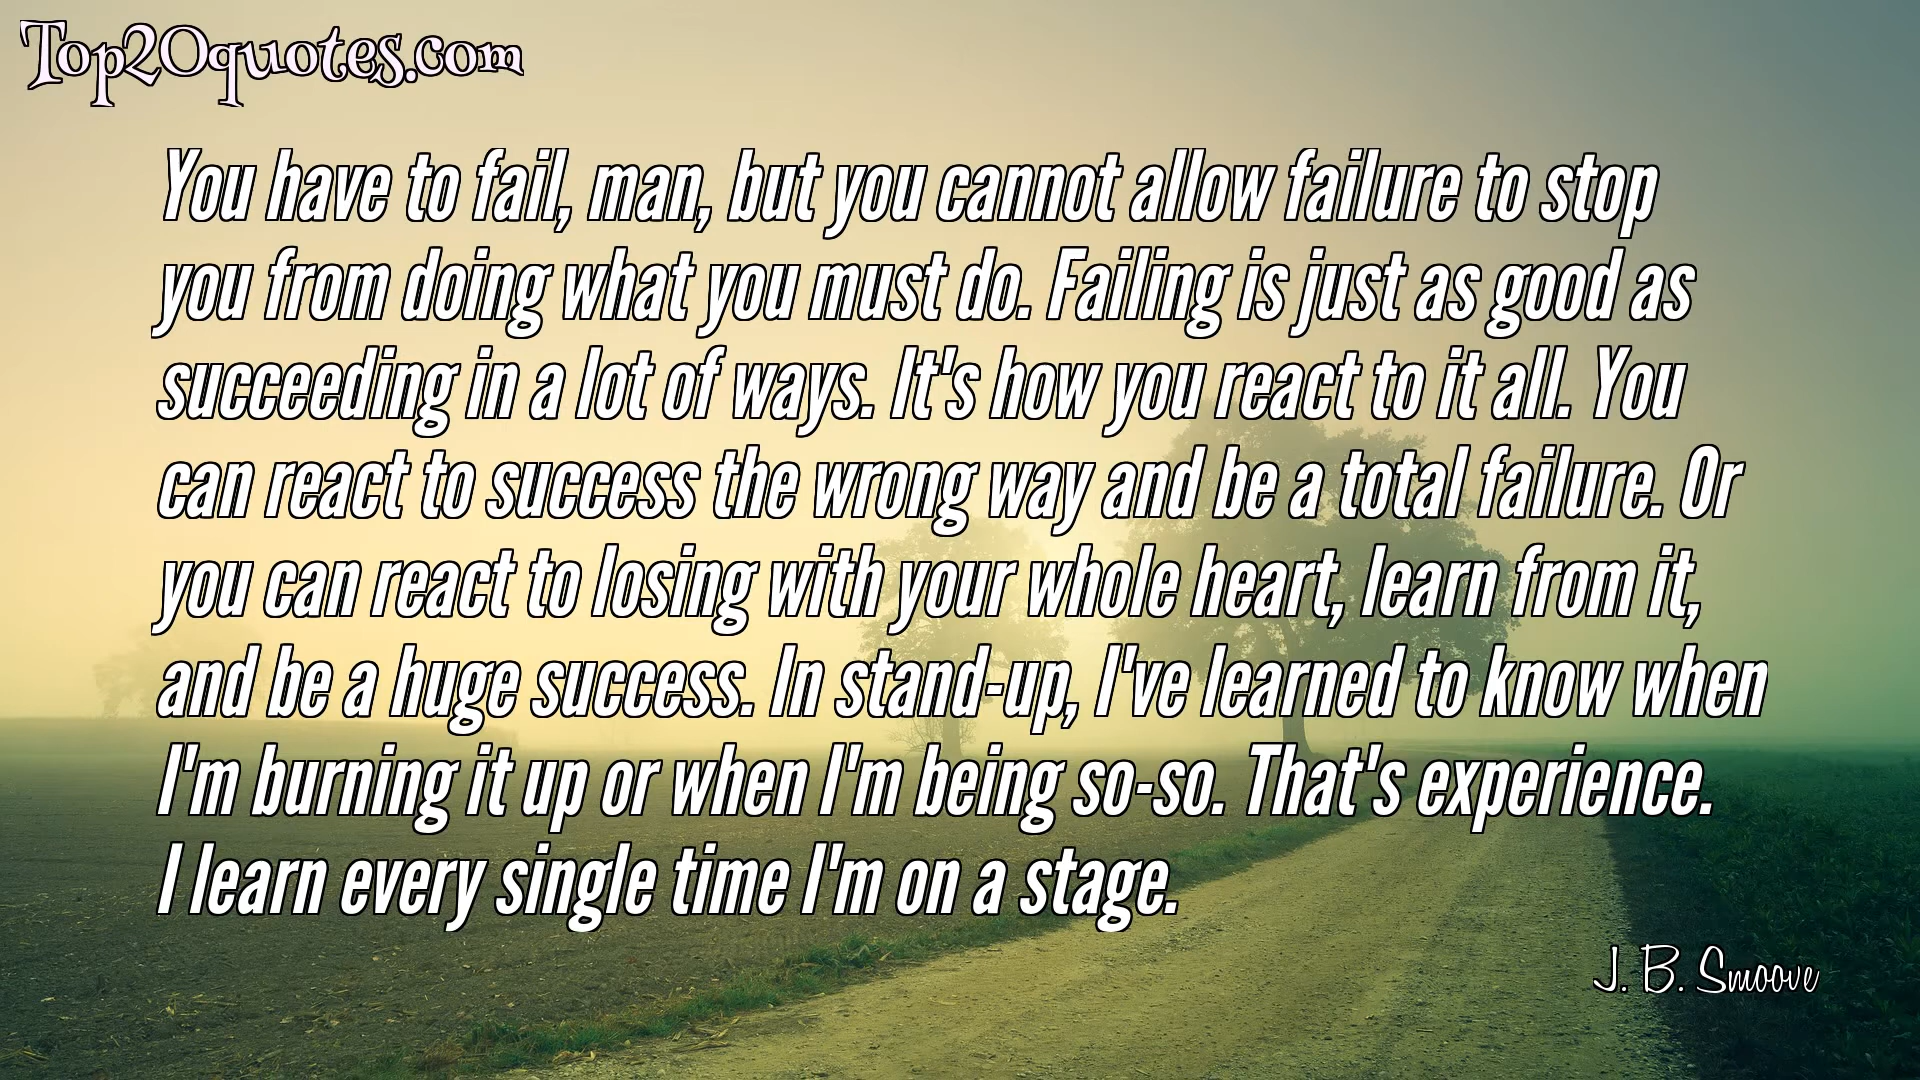 Top20quotes.com
You have to fail, man, but you cannot allow failure to stop
you from doing what you must do. Failing is just as good as
succeeding in a lot of ways. It's how you react to it all. You
can react to success the wrong way and be a total failure. Or
you can react to losing with your whole heart, learn from it,
and be a huge success. In stand-up, I've learned to know when
I'm burning it up or when I'm being so-so. That's experience.
I learn every single time I'm on a stage.
J. B. Smoove